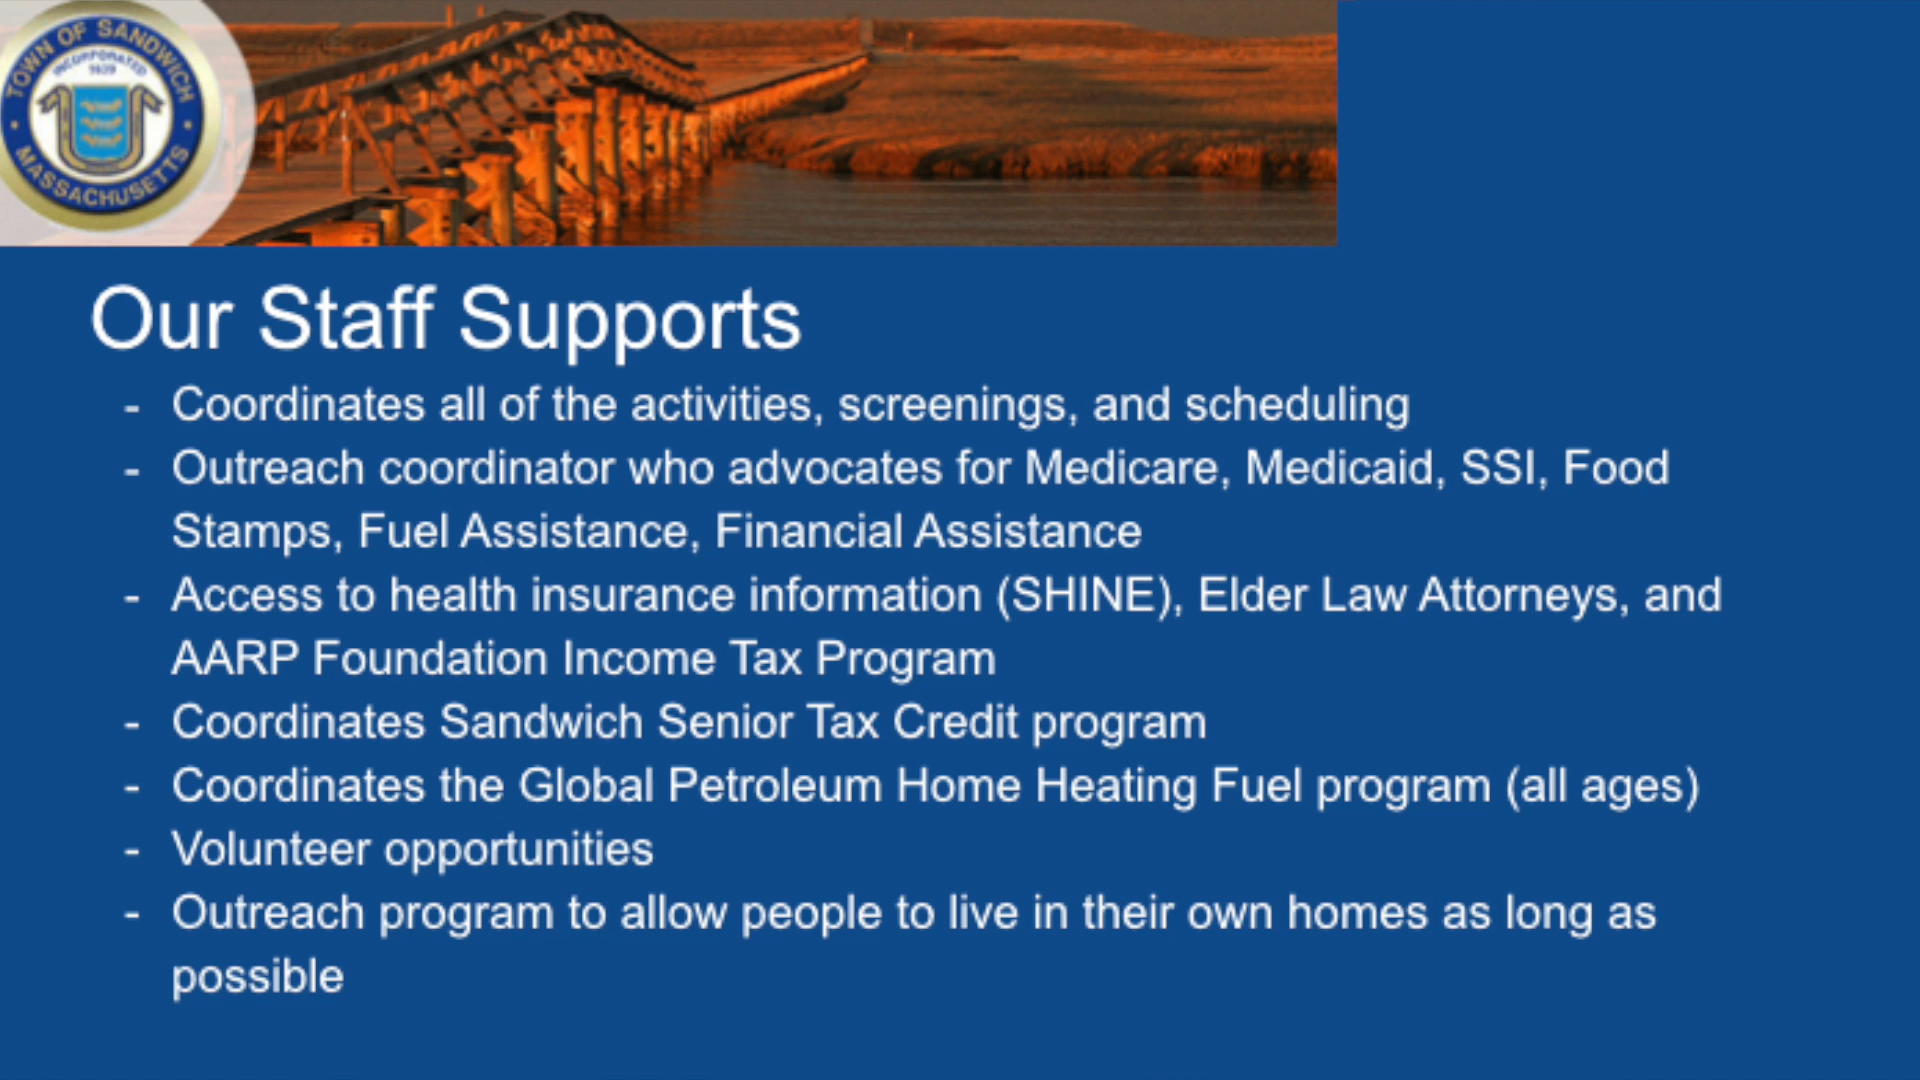 TOWN OF SANDWICH
INCORPORATED
1639
MASSACHUSETTS
Our Staff Supports
- Coordinates all of the activities, screenings, and scheduling
- Outreach coordinator who advocates for Medicare, Medicaid, SSI, Food
Stamps, Fuel Assistance, Financial Assistance
- Access to health insurance information (SHINE), Elder Law Attorneys, and
AARP Foundation Income Tax Program
- Coordinates Sandwich Senior Tax Credit program
- Coordinates the Global Petroleum Home Heating Fuel program (all ages)
- Volunteer opportunities
- Outreach program to allow people to live in their own homes as long as
possible